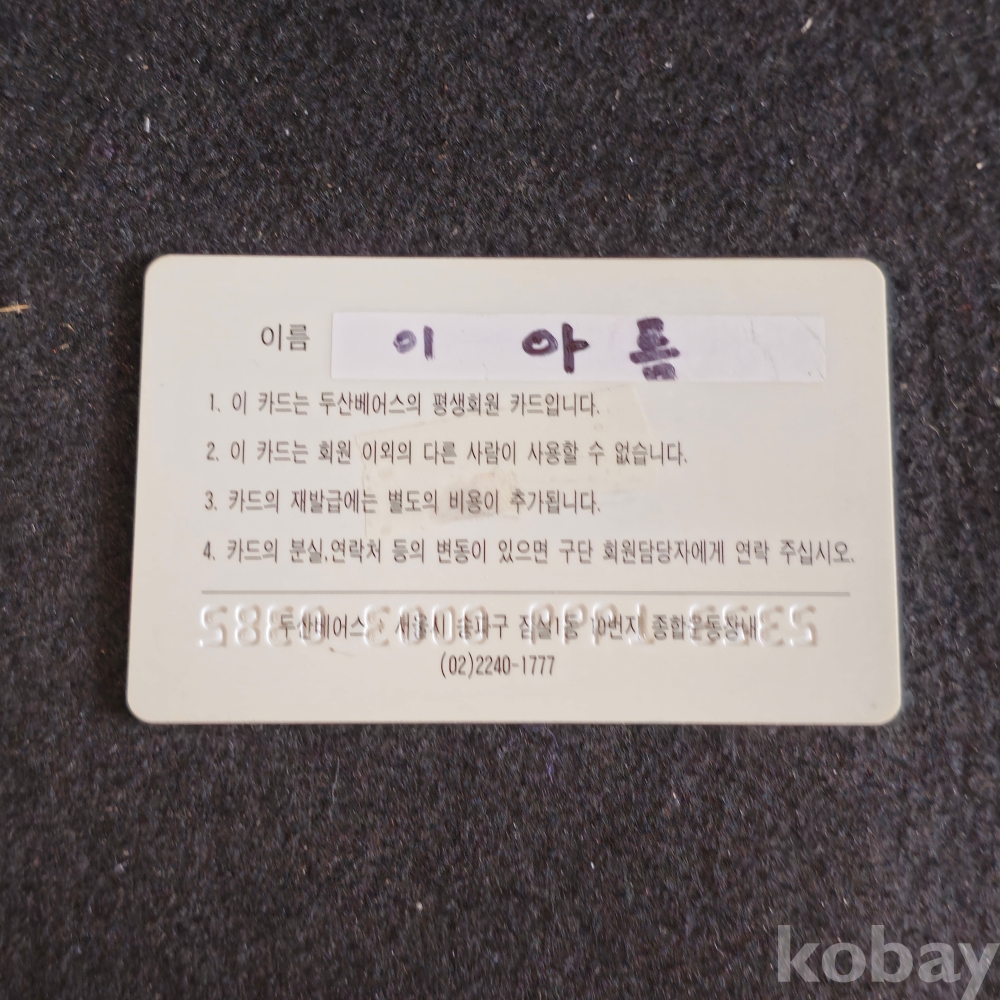 이름 이 아름
1. 이 카드는 두산베어스의 평생회원 카드입니다.
2. 이 카드는 회원 이외의 다른 사람이 사용할 수 없습니다.
3. 카드의 재발급에는 별도의 비용이 추가됩니다.
4. 카드의 분실,연락처 등의 변동이 있으면 구단 회원담당자에게 연락 주십시오.
두산베어스 : 서울시 송파구 잠실1동 10번지 종합운동장내
(02)2240-1777
kobay